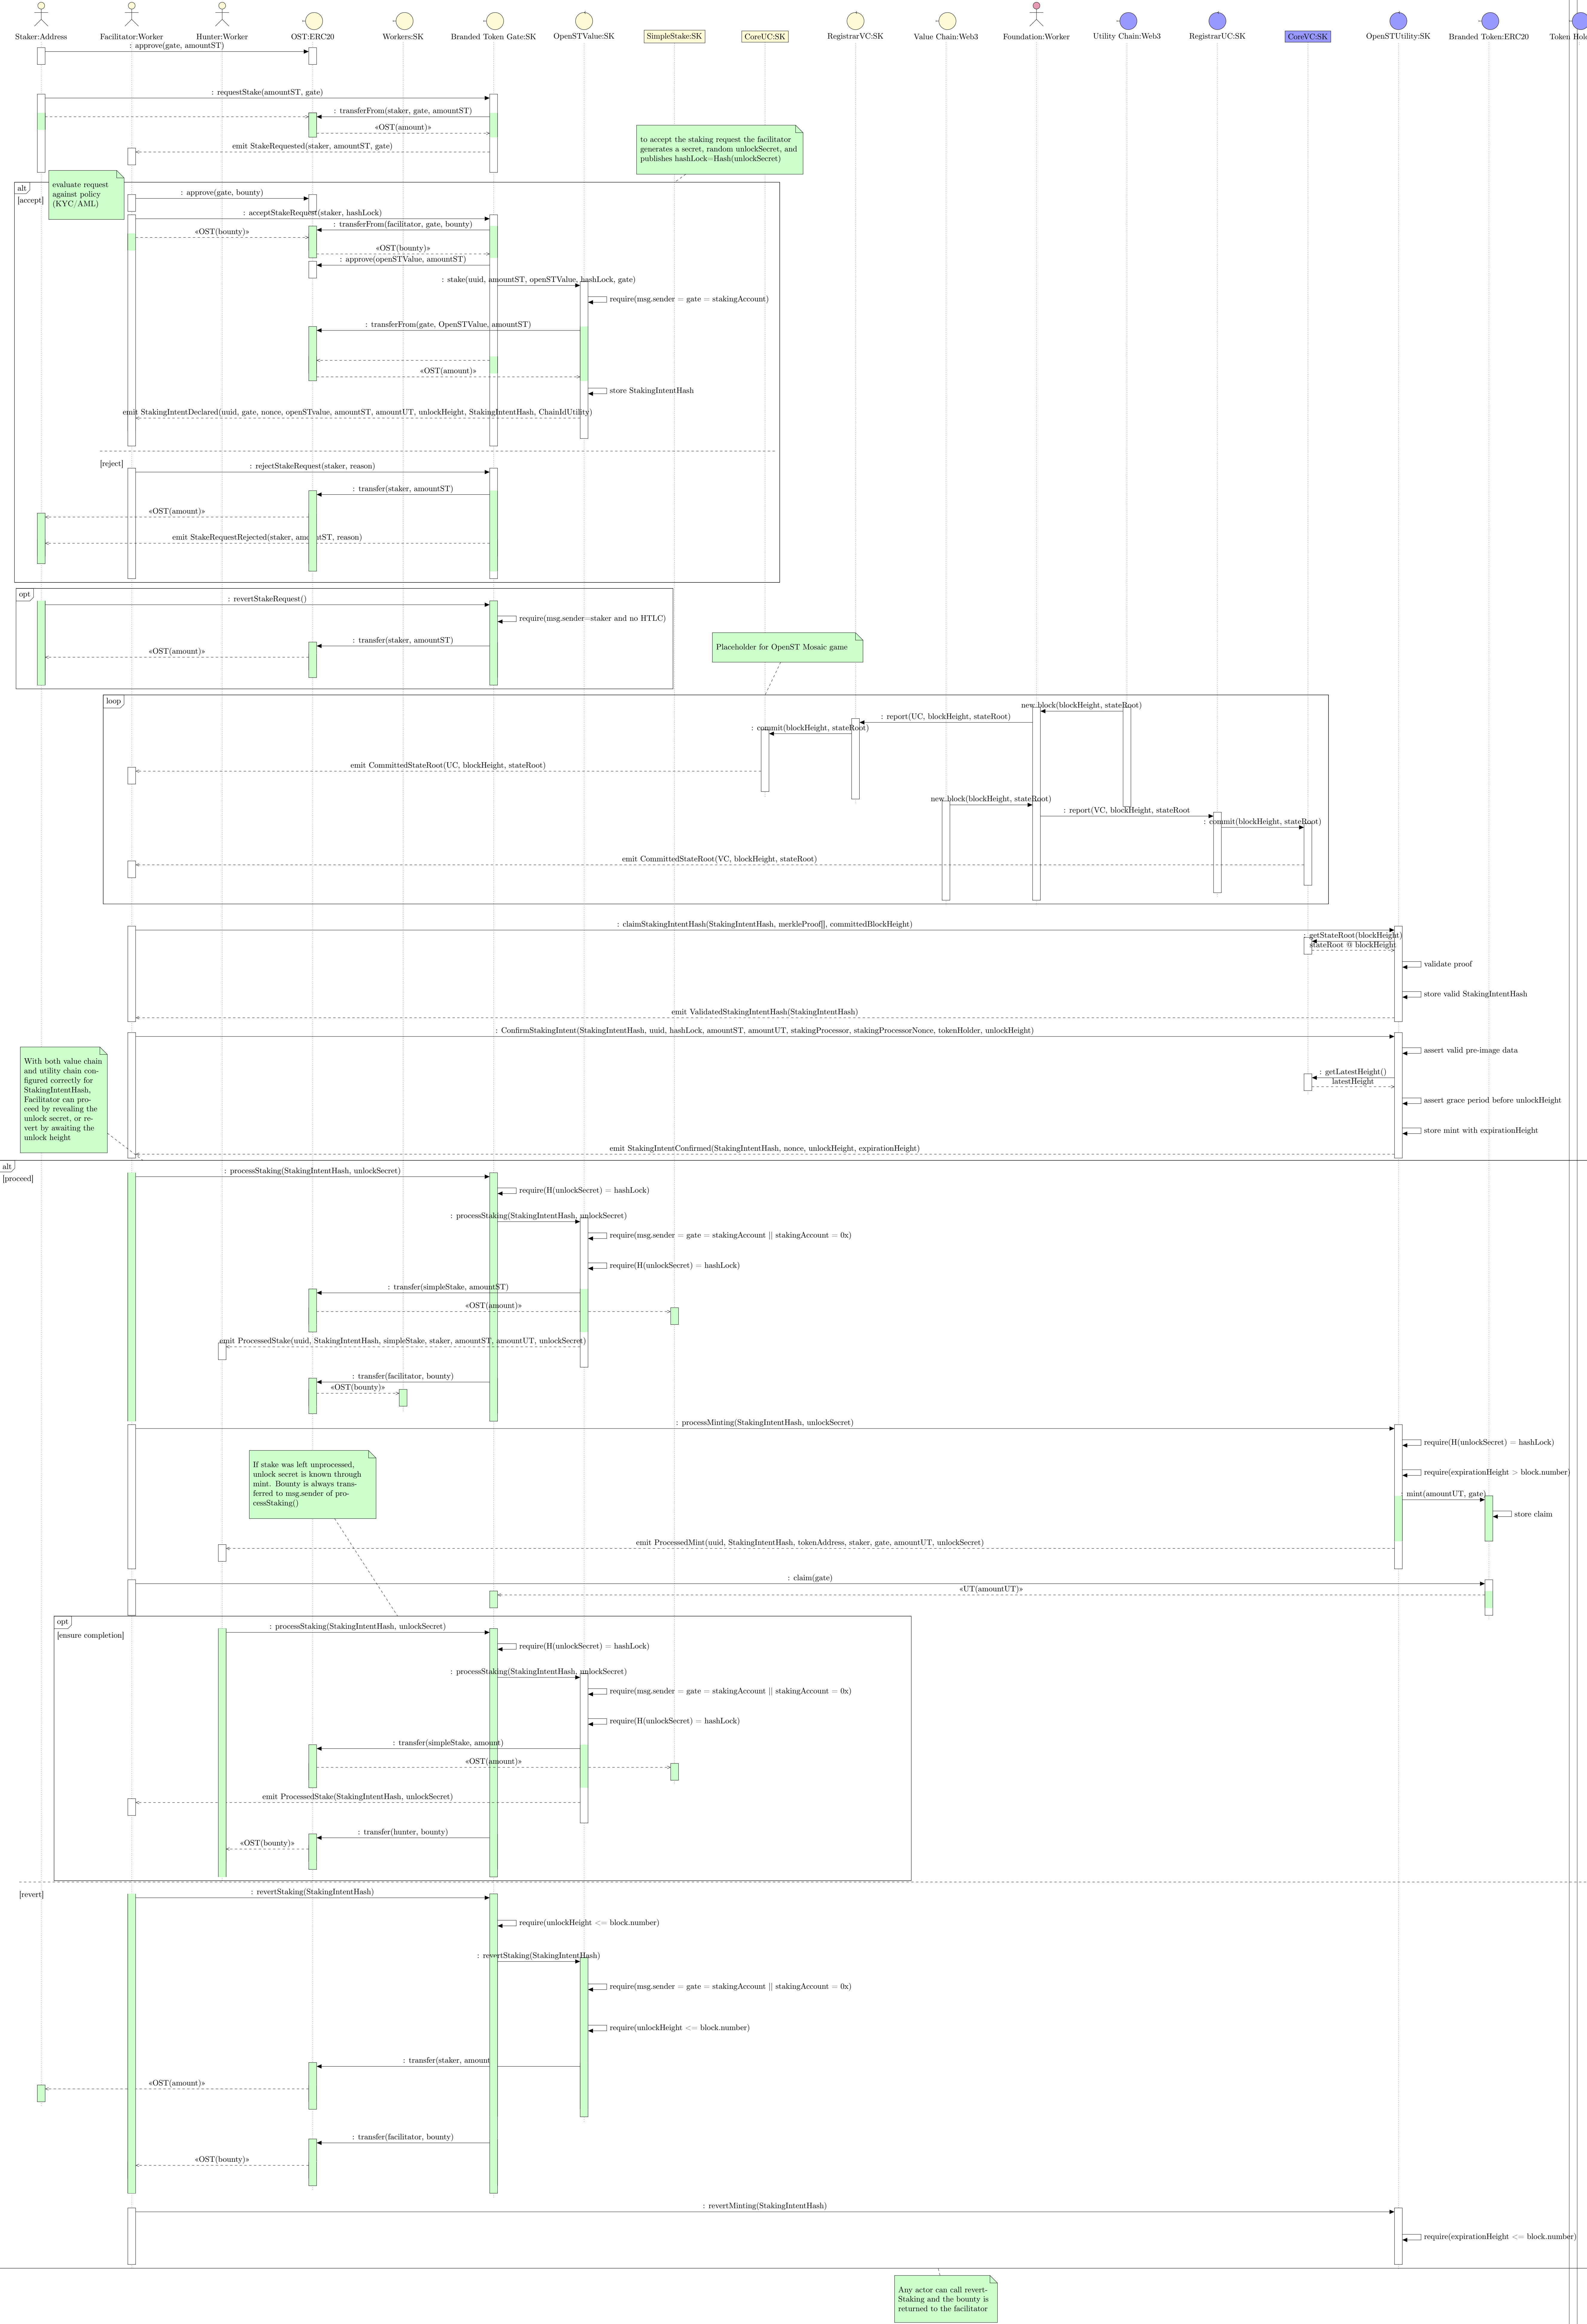 Staker:Address
Facilitator:Worker
Hunter:Worker
OST:ERC20
Workers:SK
Branded Token Gate:SK
OpenSTValue:SK
SimpleStake:SK
CoreUC:SK
RegistrarVC:SK
Value Chain:Web3
Foundation:Worker
Utility Chain:Web3
RegistrarUC:SK
CoreVC:SK
OpenSTUtility:SK
Branded Token:ERC20
: approve(gate, amountST)
: requestStake(amountST, gate)
: transferFrom(staker, gate, amountST)
«OST(amount)»
emit StakeRequested(staker, amountST, gate)
to accept the staking request the facilitator
generates a secret, random unlockSecret, and
publishes hashLock=Hash(unlockSecret)
alt
[accept]
evaluate request
against policy
(KYC/AML)
: approve(gate, bounty)
: acceptStakeRequest(staker, hashLock)
: transferFrom(facilitator, gate, bounty)
«OST(bounty)»
«OST(bounty)»
: approve(openSTValue, amountST)
: stake(uuid, amountST, openSTValue, hashLock, gate)
require(msg.sender = gate = stakingAccount)
: transferFrom(gate, OpenSTValue, amountST)
«OST(amount)»
store StakingIntentHash
emit StakingIntentDeclared(uuid, gate, nonce, openSTvalue, amountST, amountUT, unlockHeight, StakingIntentHash, ChainIdUtility)
[reject]
: rejectStakeRequest(staker, reason)
: transfer(staker, amountST)
«OST(amount)»
emit StakeRequestRejected(staker, amountST, reason)
opt
: revertStakeRequest()
require(msg.sender=staker and no HTLC)
: transfer(staker, amountST)
«OST(amount)»
Placeholder for OpenST Mosaic game
loop
new block(blockHeight, stateRoot)
: report(UC, blockHeight, stateRoot)
: commit(blockHeight, stateRoot)
emit CommittedStateRoot(UC, blockHeight, stateRoot)
new block(blockHeight, stateRoot)
: report(VC, blockHeight, stateRoot
: commit(blockHeight, stateRoot)
emit CommittedStateRoot(VC, blockHeight, stateRoot)
: claimStakingIntentHash(StakingIntentHash, merkleProof[], committedBlockHeight)
: getStateRoot(blockHeight)
stateRoot @ blockHeight
validate proof
store valid StakingIntentHash
emit ValidatedStakingIntentHash(StakingIntentHash)
: ConfirmStakingIntent(StakingIntentHash, uuid, hashLock, amountST, amountUT, stakingProcessor, stakingProcessorNonce, tokenHolder, unlockHeight)
With both value chain
and utility chain con-
figured correctly for
StakingIntentHash,
Facilitator can pro-
ceed by revealing the
unlock secret, or re-
vert by awaiting the
unlock height
assert valid pre-image data
: getLatestHeight()
latestHeight
assert grace period before unlockHeight
store mint with expirationHeight
emit StakingIntentConfirmed(StakingIntentHash, nonce, unlockHeight, expirationHeight)
alt
[proceed]
: processStaking(StakingIntentHash, unlockSecret)
require(H(unlockSecret) = hashLock)
: processStaking(StakingIntentHash, unlockSecret)
require(msg.sender = gate = stakingAccount || stakingAccount = 0x)
require(H(unlockSecret) = hashLock)
: transfer(simpleStake, amountST)
«OST(amount)»
emit ProcessedStake(uuid, StakingIntentHash, simpleStake, staker, amountST, amountUT, unlockSecret)
: transfer(facilitator, bounty)
«OST(bounty)»
: processMinting(StakingIntentHash, unlockSecret)
require(H(unlockSecret) = hashLock)
If stake was left unprocessed,
unlock secret is known through
mint. Bounty is always trans-
ferred to msg.sender of pro-
cessStaking()
require(expirationHeight > block.number)
: mint(amountUT, gate)
store claim
emit ProcessedMint(uuid, StakingIntentHash, tokenAddress, staker, gate, amountUT, unlockSecret)
: claim(gate)
«UT(amountUT)»
opt
[ensure completion]
: processStaking(StakingIntentHash, unlockSecret)
require(H(unlockSecret) = hashLock)
: processStaking(StakingIntentHash, unlockSecret)
require(msg.sender = gate = stakingAccount || stakingAccount = 0x)
require(H(unlockSecret) = hashLock)
: transfer(simpleStake, amount)
«OST(amount)»
emit ProcessedStake(StakingIntentHash, unlockSecret)
: transfer(hunter, bounty)
«OST(bounty)»
[revert]
: revertStaking(StakingIntentHash)
require(unlockHeight <= block.number)
: revertStaking(StakingIntentHash)
require(msg.sender = gate = stakingAccount || stakingAccount = 0x)
require(unlockHeight <= block.number)
: transfer(staker, amount
«OST(amount)»
: transfer(facilitator, bounty)
«OST(bounty)»
: revertMinting(StakingIntentHash)
require(expirationHeight <= block.number)
Any actor can call revert-
Staking and the bounty is
returned to the facilitator